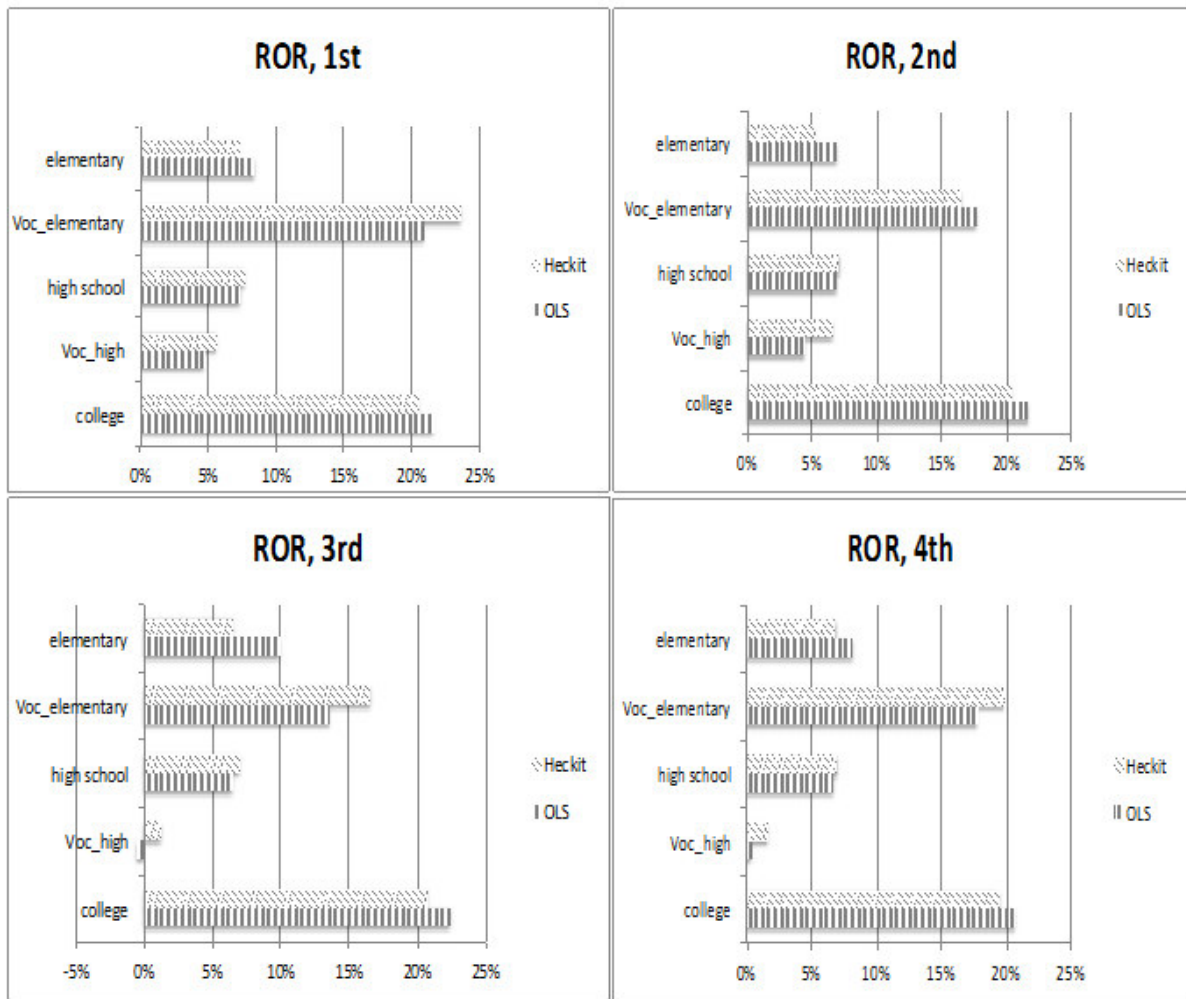 ROR, 1st
elementary
Voc_elementary
high school
Voc_high
college
0% 5% 10% 15% 20% 25%
Heckit
OLS
ROR, 2nd
elementary
Voc_elementary
high school
Voc_high
college
0% 5% 10% 15% 20% 25%
Heckit
OLS
ROR, 3rd
elementary
Voc_elementary
high school
Voc_high
college
-5% 0% 5% 10% 15% 20% 25%
Heckit
OLS
ROR, 4th
elementary
Voc_elementary
high school
Voc_high
college
0% 5% 10% 15% 20% 25%
Heckit
OLS